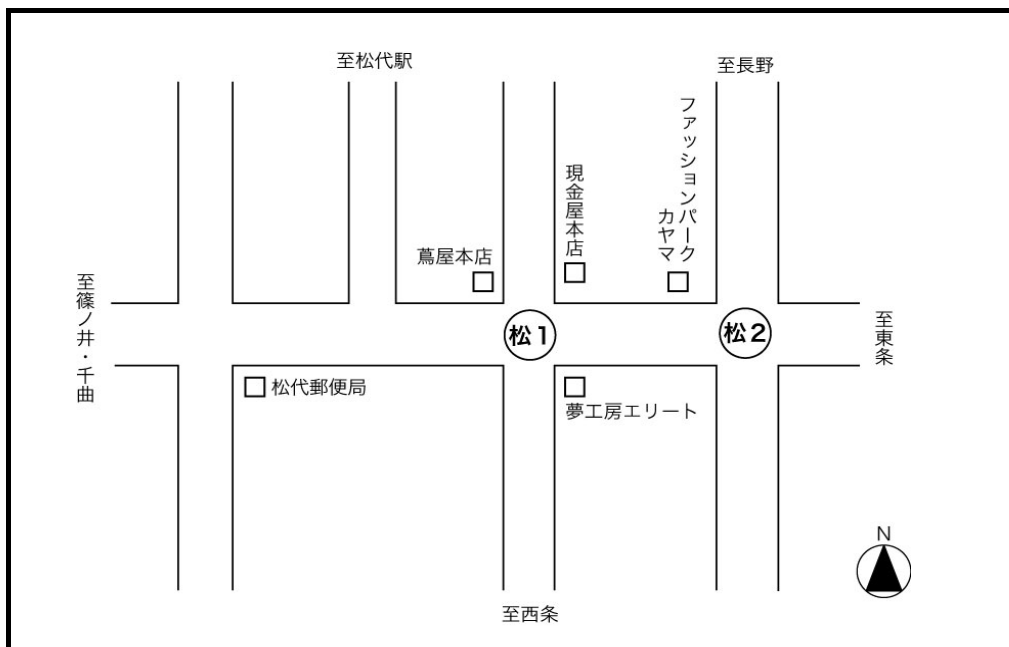 至松代駅
至長野
ファッションパーク
カヤマ
現金屋本店
蔦屋本店
至篠ノ井・千曲
松1
松2
至東条
松代郵便局
夢工房エリート
N
至西条